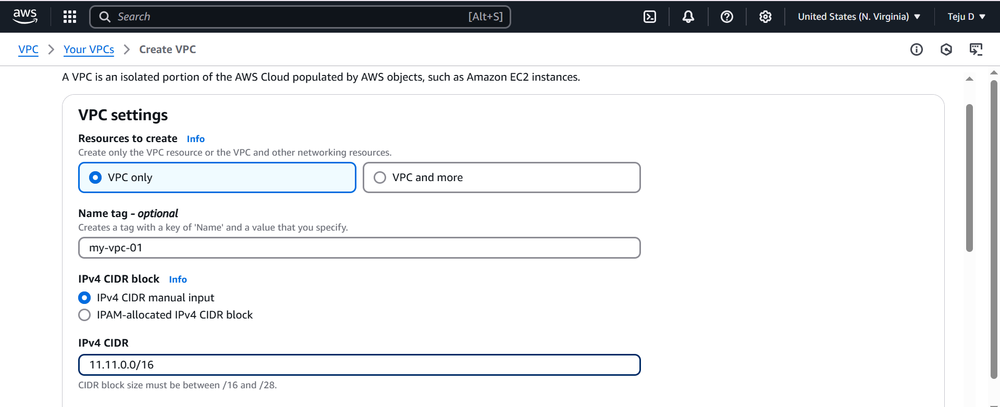 aws Search [Alt+S] United States (N. Virginia) Teju D
VPC Your VPCs Create VPC
A VPC is an isolated portion of the AWS Cloud populated by AWS objects, such as Amazon EC2 instances.
VPC settings
Resources to create Info
Create only the VPC resource or the VPC and other networking resources.
VPC only VPC and more
Name tag - optional
Creates a tag with a key of 'Name' and a value that you specify.
my-vpc-01
IPv4 CIDR block Info
IPv4 CIDR manual input
IPAM-allocated IPv4 CIDR block
IPv4 CIDR
11.11.0.0/16
CIDR block size must be between /16 and /28.